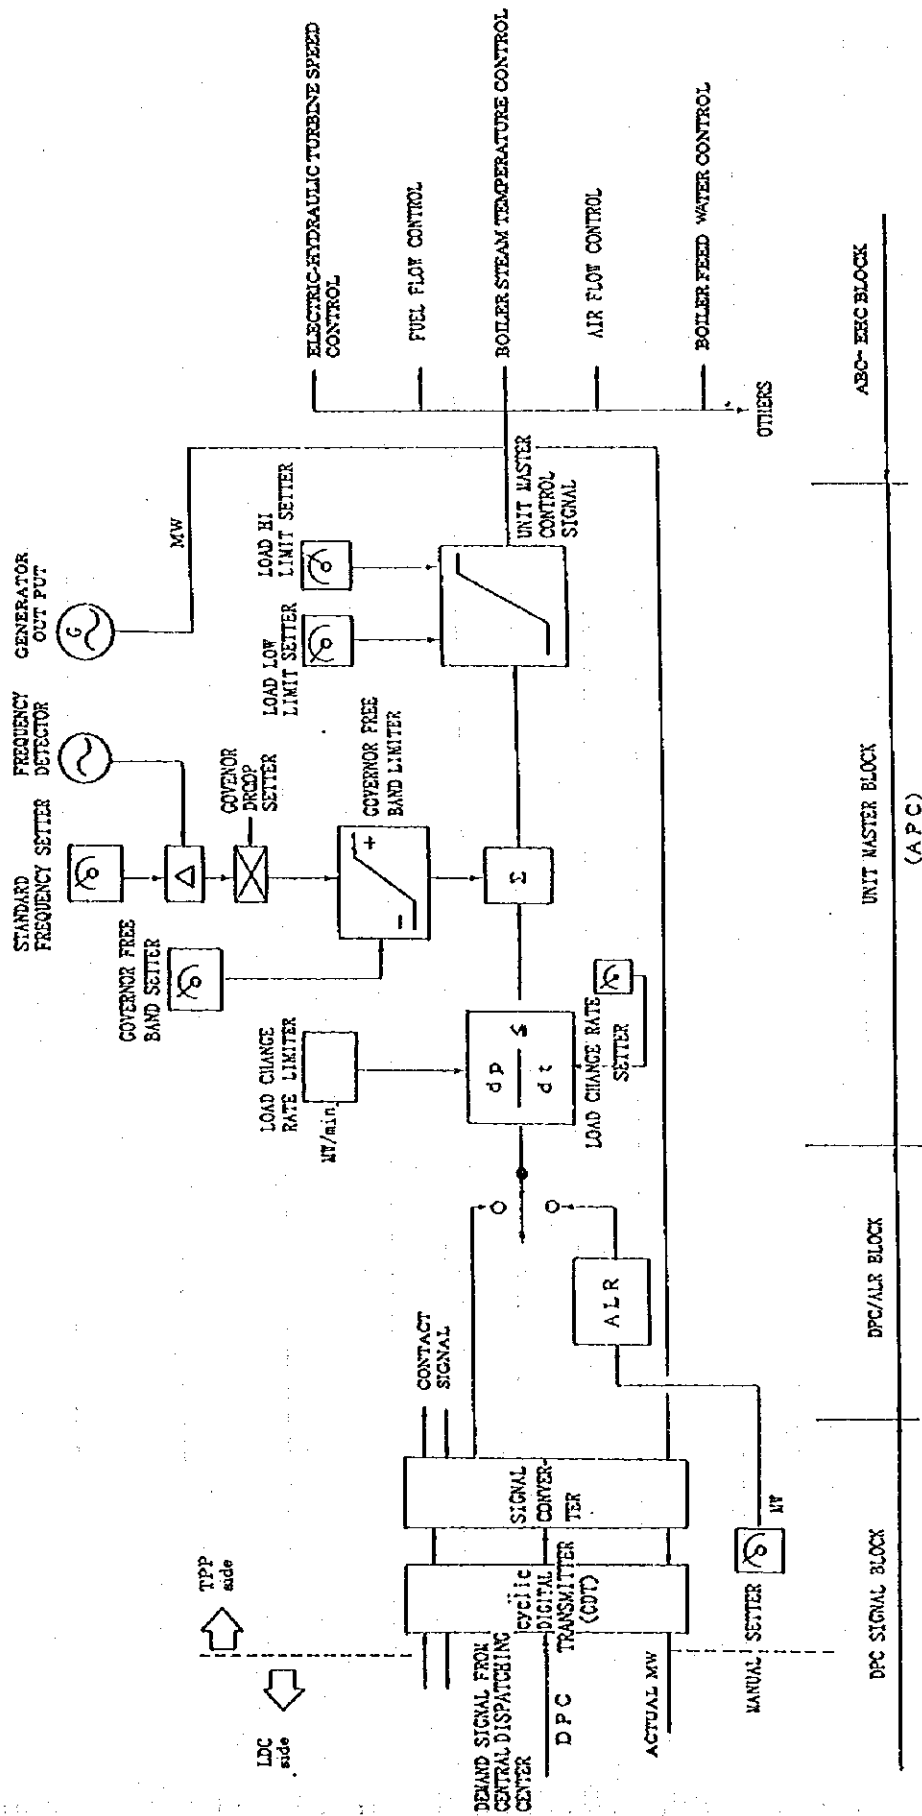 STANDARD
FREQUENCY SETTER
FREQUENCY
DETECTOR
GENERATOR
OUT PUT
G
MW
GOVERNOR FREE
BAND SETTER
Δ
GOVENOR
DROOP
SETTER
LOAD CHANGE
RATE LIMITER
MW/min
+
−
GOVERNOR FREE
BAND LIMITER
LOAD LOW
LIMIT SETTER
LOAD HI
LIMIT SETTER
TPP
side
LDC
side
CONTACT
SIGNAL
DEMAND SIGNAL FROM
CENTRAL DISPATCHING
CENTER
DPC
ACTUAL MW
cyclic
DIGITAL
TRANSMITTER
(CDT)
SIGNAL
CONVER-
TER
MANUAL SETTER
MW
ALR
dp
dt
≤
LOAD CHANGE RATE
SETTER
Σ
UNIT MASTER
CONTROL
SIGNAL
ELECTRIC-HYDRAULIC TURBINE SPEED
CONTROL
FUEL FLOW CONTROL
BOILER STEAM TEMPERATURE CONTROL
AIR FLOW CONTROL
BOILER FEED WATER CONTROL
OTHERS
DPC SIGNAL BLOCK
DPC/ALR BLOCK
UNIT MASTER BLOCK
(APC)
ABC~EHC BLOCK